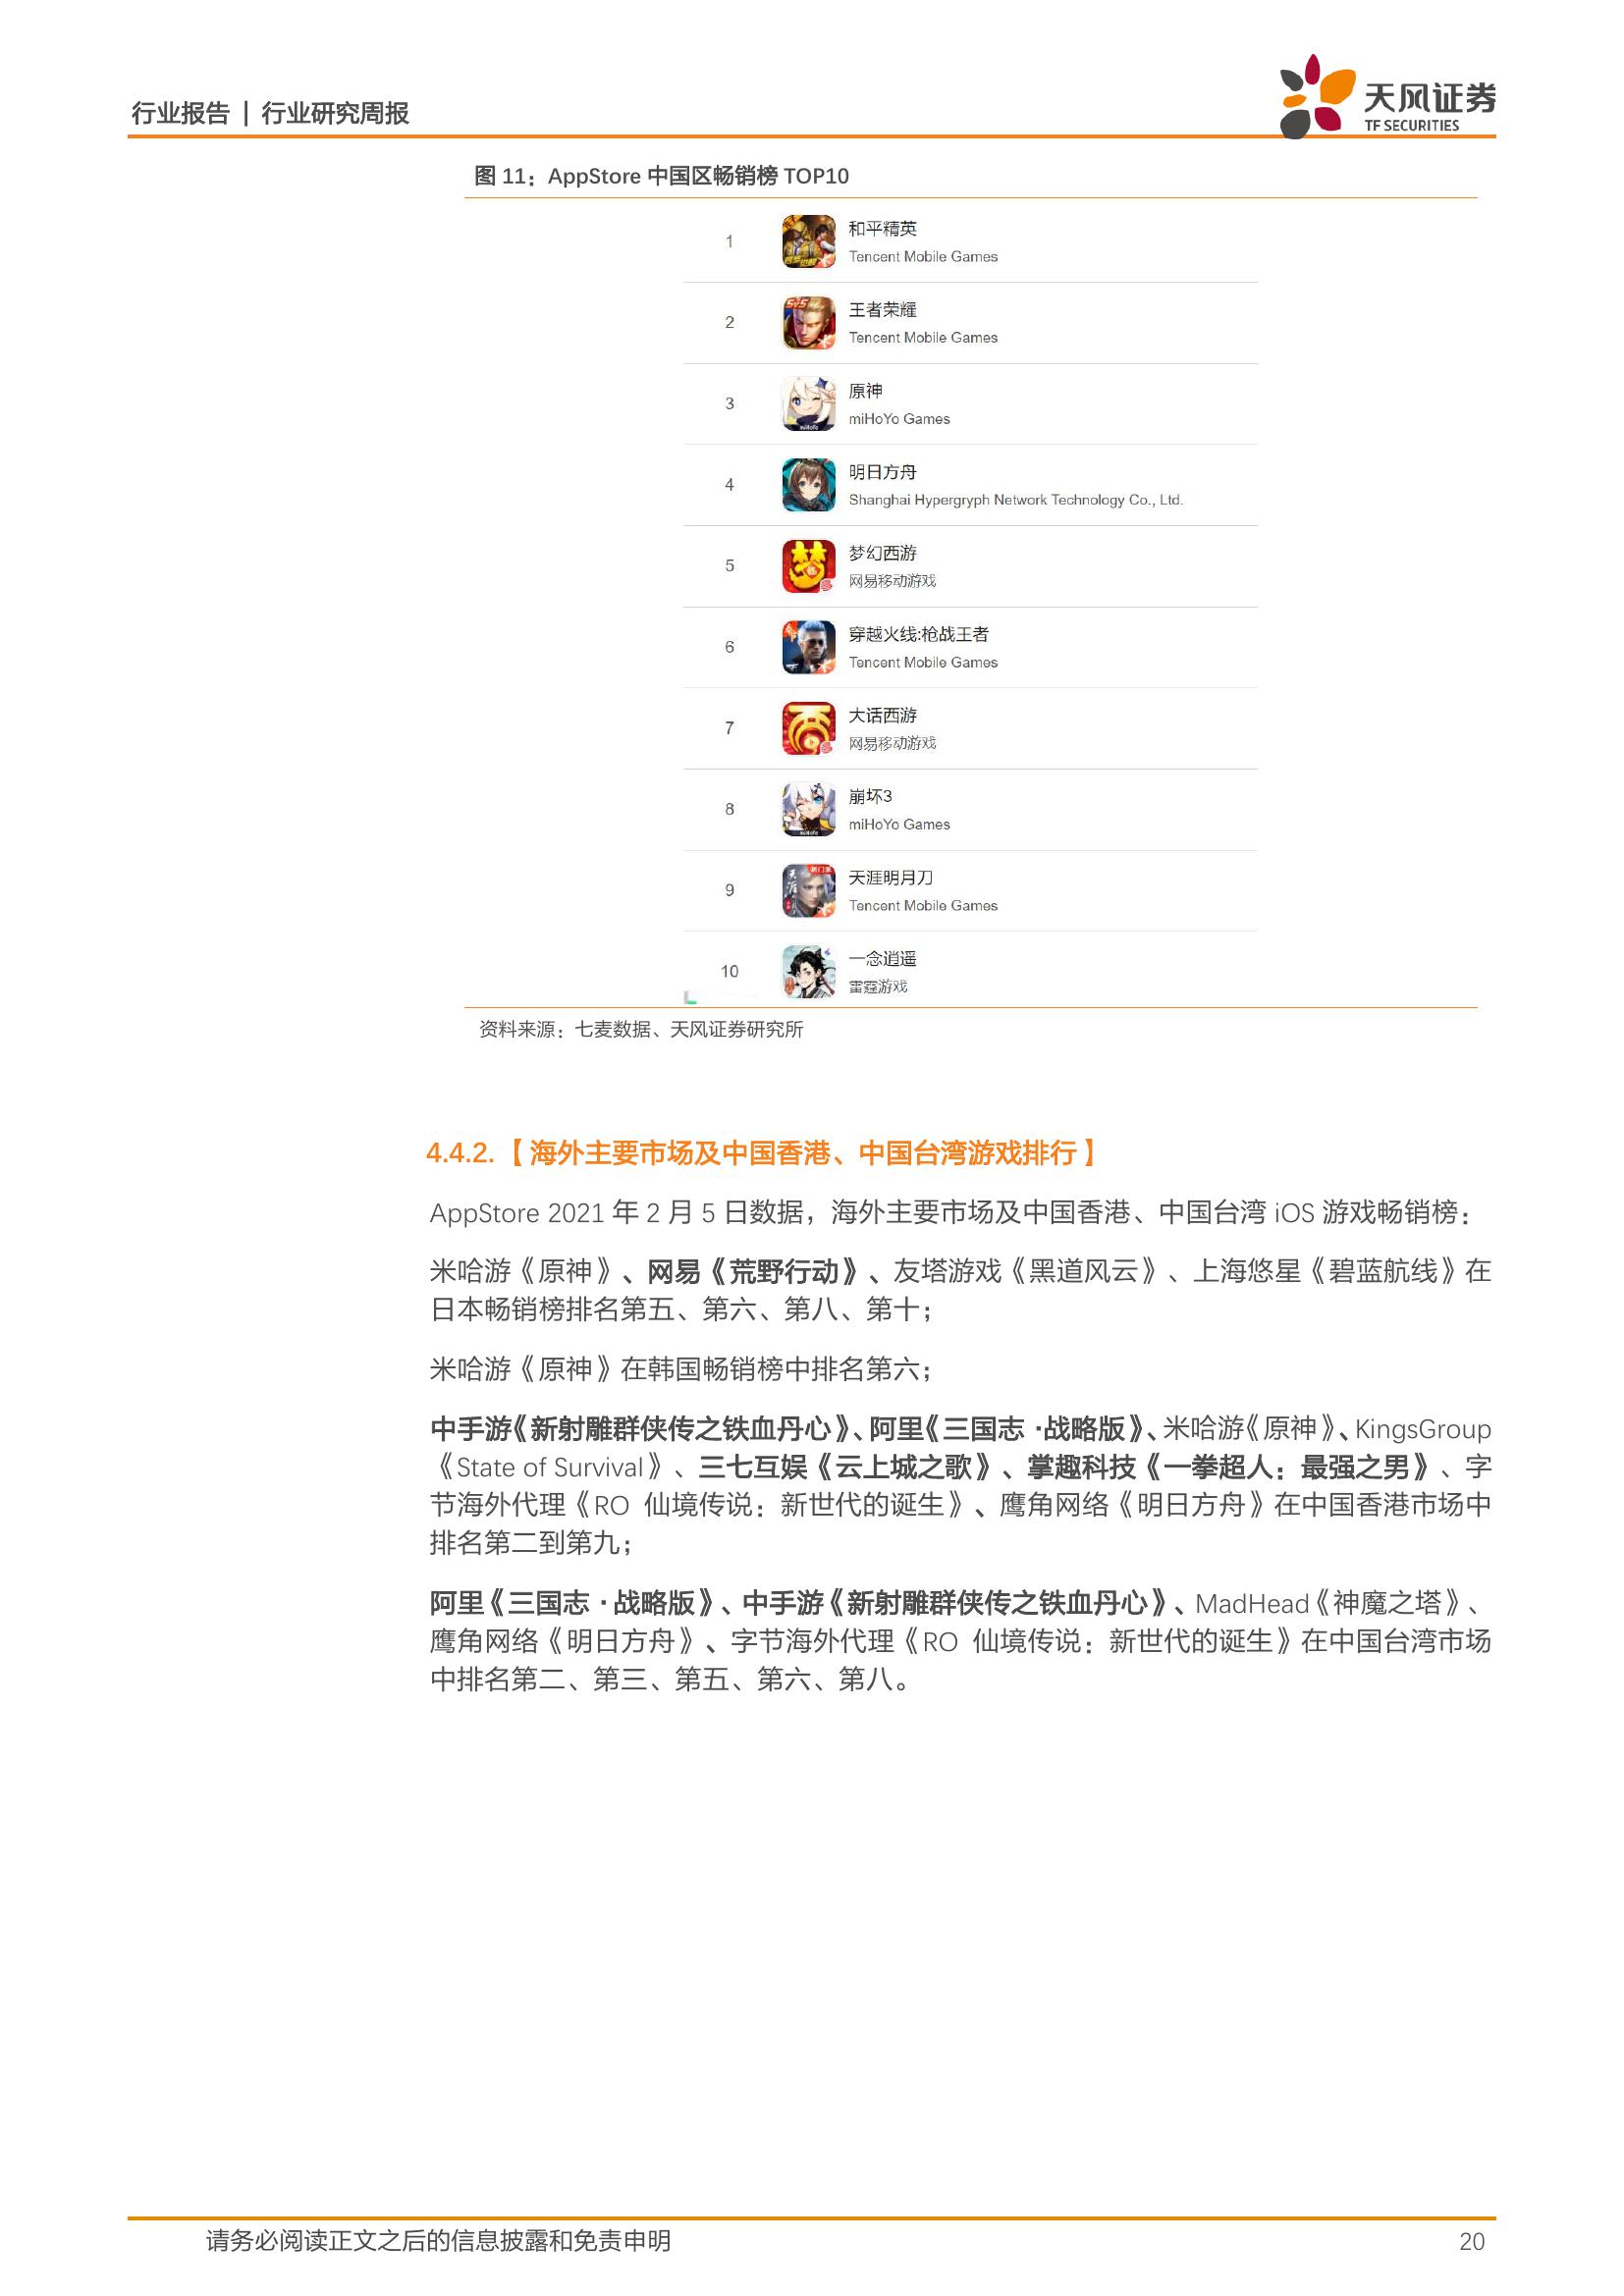 行业报告 | 行业研究周报
天风证券
TF SECURITIES
图 11：AppStore 中国区畅销榜 TOP10
1
和平精英
Tencent Mobile Games
2
5v5
王者荣耀
Tencent Mobile Games
3
miHoYo
原神
miHoYo Games
4
明日方舟
Shanghai Hypergryph Network Technology Co., Ltd.
5
梦
梦幻西游
网易移动游戏
6
穿越火线:枪战王者
Tencent Mobile Games
7
大话西游
网易移动游戏
8
miHoYo
崩坏3
miHoYo Games
9
天涯明月刀
Tencent Mobile Games
10
一念逍遥
雷霆游戏
资料来源：七麦数据、天风证券研究所
4.4.2.【海外主要市场及中国香港、中国台湾游戏排行】
AppStore 2021 年 2 月 5 日数据，海外主要市场及中国香港、中国台湾 iOS 游戏畅销榜：
米哈游《原神》、网易《荒野行动》、友塔游戏《黑道风云》、上海悠星《碧蓝航线》在
日本畅销榜排名第五、第六、第八、第十；
米哈游《原神》在韩国畅销榜中排名第六；
中手游《新射雕群侠传之铁血丹心》、阿里《三国志·战略版》、米哈游《原神》、KingsGroup
《State of Survival》、三七互娱《云上城之歌》、掌趣科技《一拳超人：最强之男》、字
节海外代理《RO 仙境传说：新世代的诞生》、鹰角网络《明日方舟》在中国香港市场中
排名第二到第九；
阿里《三国志·战略版》、中手游《新射雕群侠传之铁血丹心》、MadHead《神魔之塔》、
鹰角网络《明日方舟》、字节海外代理《RO 仙境传说：新世代的诞生》在中国台湾市场
中排名第二、第三、第五、第六、第八。
请务必阅读正文之后的信息披露和免责申明
20